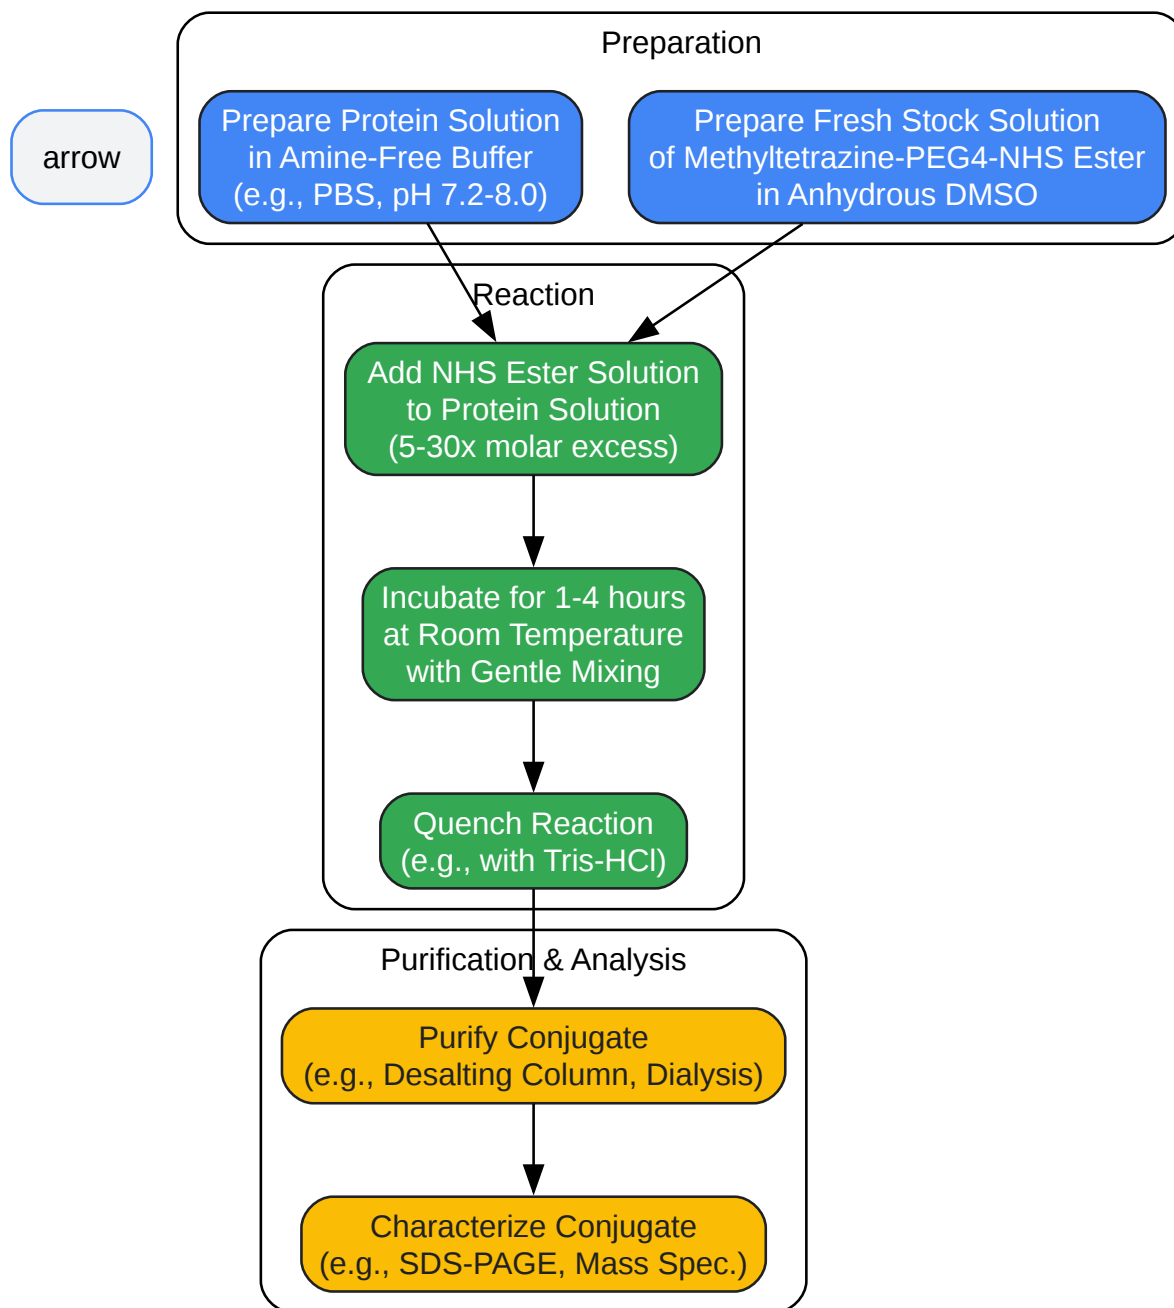 Preparation
arrow
Prepare Protein Solution
in Amine-Free Buffer
(e.g., PBS, pH 7.2-8.0)
Prepare Fresh Stock Solution
of Methyltetrazine-PEG4-NHS Ester
in Anhydrous DMSO
Reaction
Add NHS Ester Solution
to Protein Solution
(5-30x molar excess)
Incubate for 1-4 hours
at Room Temperature
with Gentle Mixing
Quench Reaction
(e.g., with Tris-HCl)
Purification & Analysis
Purify Conjugate
(e.g., Desalting Column, Dialysis)
Characterize Conjugate
(e.g., SDS-PAGE, Mass Spec.)